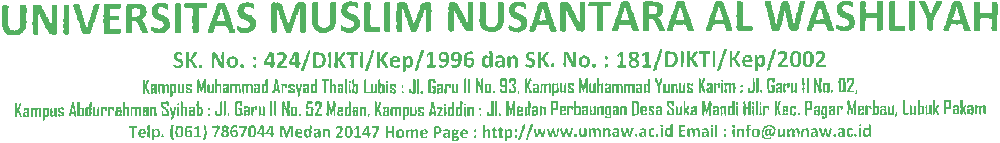 UNIVERSITAS MUSLIM NUSANTARA AL WASHLIYAH
SK. No. : 424/DIKTI/Kep/1996 dan SK. No. : 181/DIKTI/Kep/2002
Kampus Muhammad Arsyad Thalib Lubis : Jl. Garu II No. 93, Kampus Muhammad Yunus Karim : Jl. Garu II No. 02,
Kampus Abdurrahman Syihab : Jl. Garu II No. 52 Medan, Kampus Aziddin : Jl. Medan Perbaungan Desa Suka Mandi Hilir Kec. Pagar Merbau, Lubuk Pakam
Telp. (061) 7867044 Medan 20147 Home Page : http://www.umnaw.ac.id Email : info@umnaw.ac.id